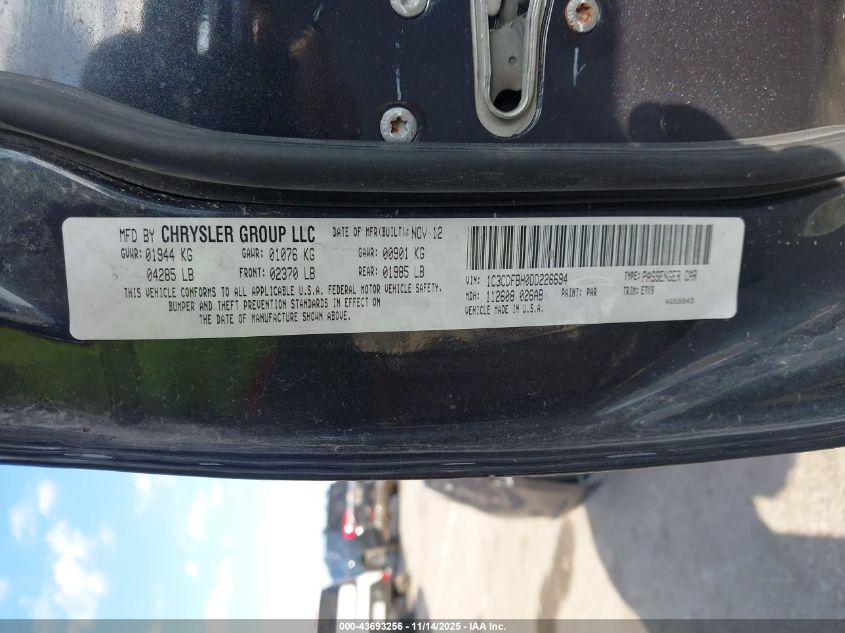 MFD BY CHRYSLER GROUP LLC DATE OF MFR(BUILT): NOV-12
GVWR: 01944 KG GAWR: 01076 KG GAWR: 00901 KG
04285 LB FRONT: 02370 LB REAR: 01985 LB
THIS VEHICLE CONFORMS TO ALL APPLICABLE U.S.A. FEDERAL MOTOR VEHICLE SAFETY,
BUMPER AND THEFT PREVENTION STANDARDS IN EFFECT ON
THE DATE OF MANUFACTURE SHOWN ABOVE.
VIN: 1C3CDFBH0DD226694 TYPE: PASSENGER CAR
MDH: 112608 026AB PAINT: PAR TRIM: E7X9
VEHICLE MADE IN U.S.A.
000-43693256 - 11/14/2025 - IAA Inc.